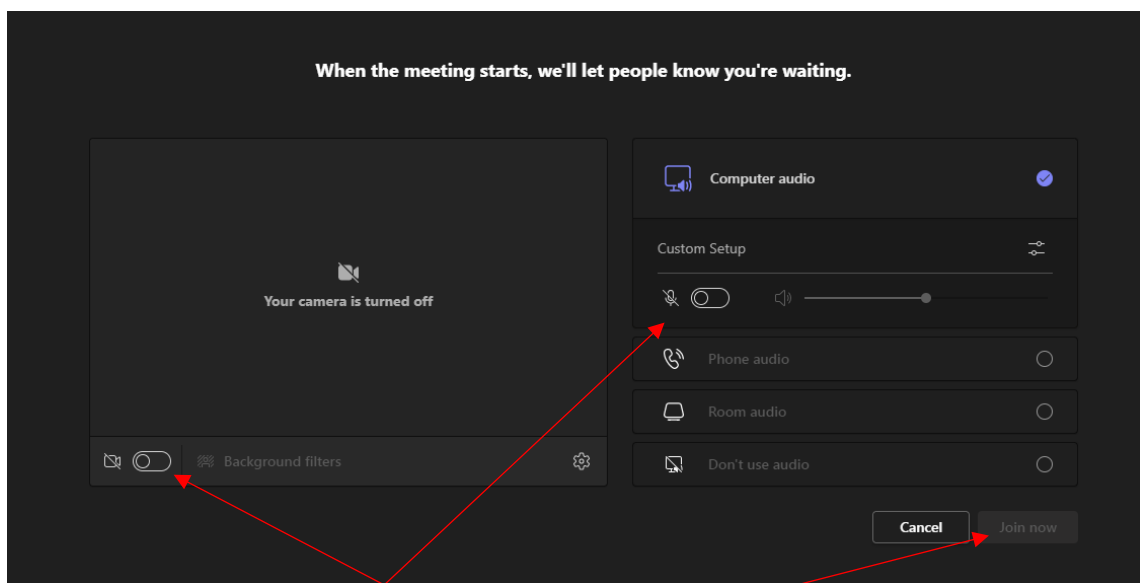 When the meeting starts, we'll let people know you're waiting.
Your camera is turned off
Background filters
Computer audio
Custom Setup
Phone audio
Room audio
Don't use audio
Cancel
Join now